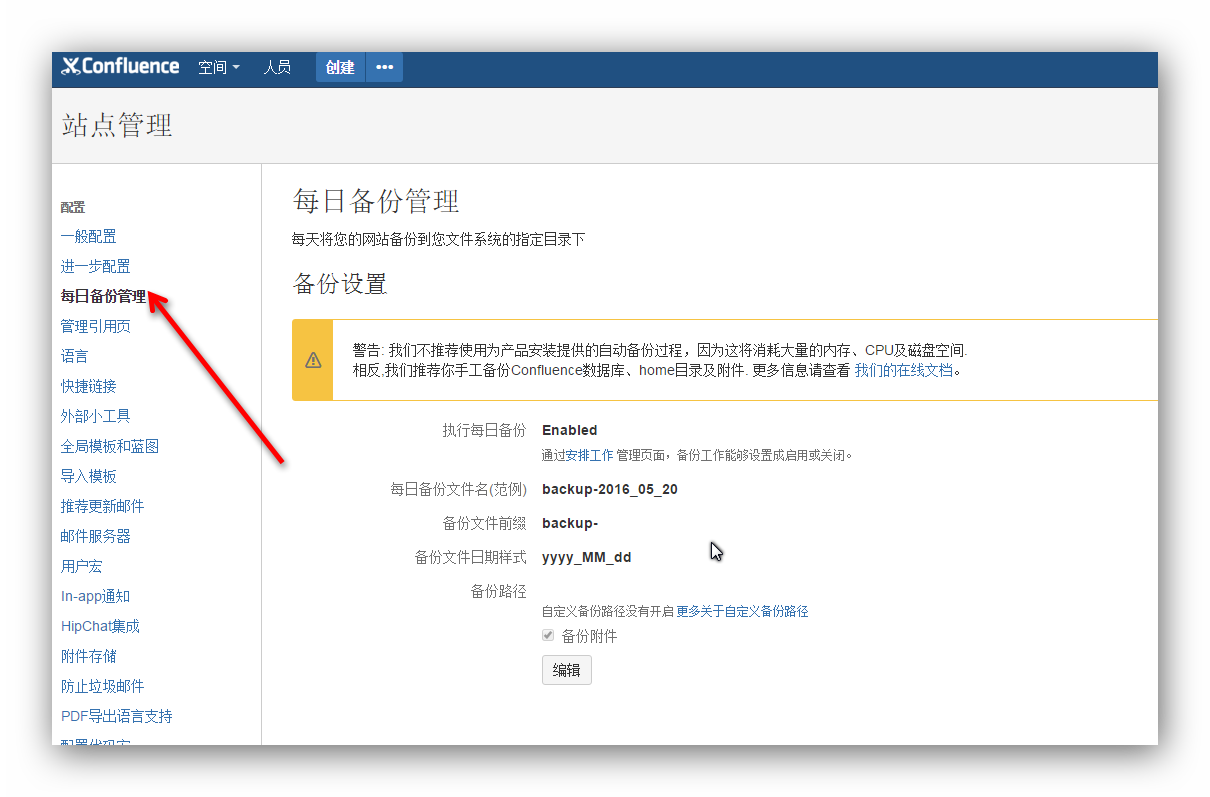 Confluence 空间 人员 创建 •••
站点管理
配置
一般配置
进一步配置
每日备份管理
管理引用页
语言
快捷链接
外部小工具
全局模板和蓝图
导入模板
推荐更新邮件
邮件服务器
用户宏
In-app通知
HipChat集成
附件存储
防止垃圾邮件
PDF导出语言支持
每日备份管理
每天将您的网站备份到您文件系统的指定目录下
备份设置
警告: 我们不推荐使用为产品安装提供的自动备份过程，因为这将消耗大量的内存、CPU及磁盘空间.
相反,我们推荐你手工备份Confluence数据库、home目录及附件. 更多信息请查看 我们的在线文档。
执行每日备份 Enabled
通过安排工作 管理页面，备份工作能够设置成启用或关闭。
每日备份文件名(范例) backup-2016_05_20
备份文件前缀 backup-
备份文件日期样式 yyyy_MM_dd
备份路径
自定义备份路径没有开启 更多关于自定义备份路径
备份附件
编辑